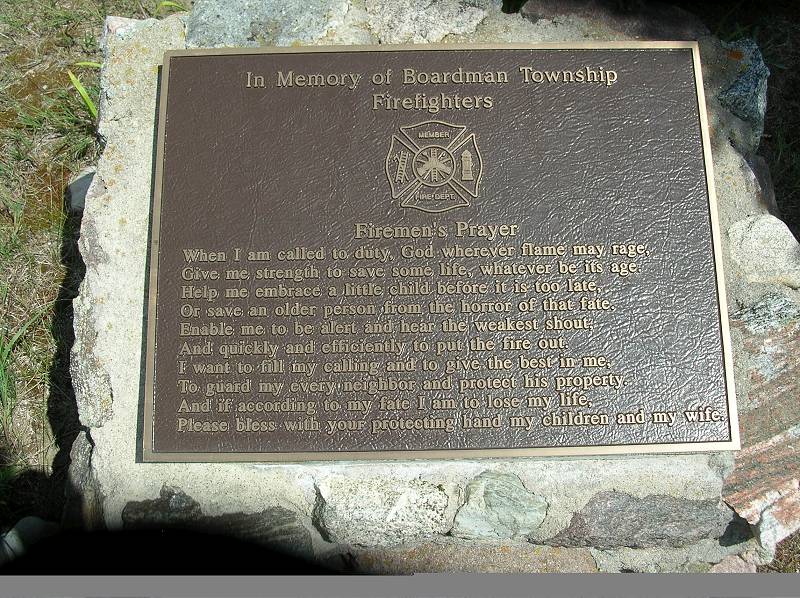 In Memory of Boardman Township
Firefighters
MEMBER
FIRE DEPT.
Firemen's Prayer
When I am called to duty, God wherever flame may rage,
Give me strength to save some life, whatever be its age.
Help me embrace a little child before it is too late,
Or save an older person from the horror of that fate,
Enable me to be alert and hear the weakest shout,
And quickly and efficiently to put the fire out.
I want to fill my calling and to give the best in me,
To guard my every neighbor and protect his property.
And if according to my fate I am to lose my life,
Please bless with your protecting hand my children and my wife.